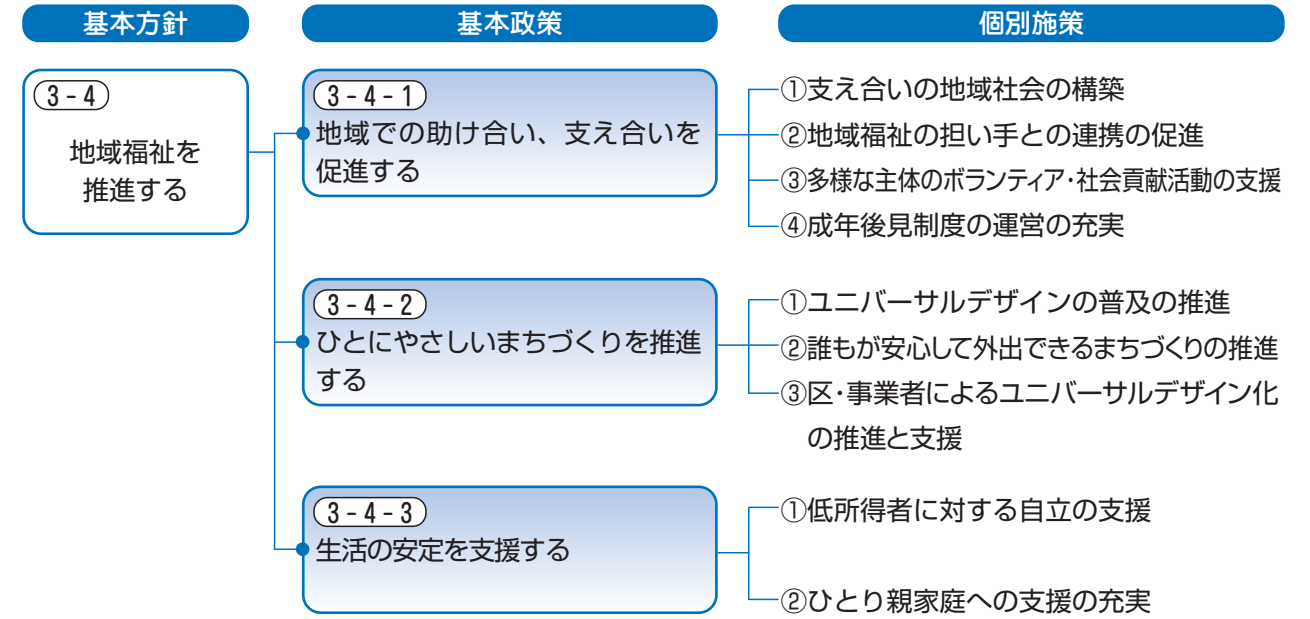 基本方針
基本政策
個別施策
3-4
地域福祉を
推進する
3-4-1
地域での助け合い、支え合いを
促進する
①支え合いの地域社会の構築
②地域福祉の担い手との連携の促進
③多様な主体のボランティア・社会貢献活動の支援
④成年後見制度の運営の充実
3-4-2
ひとにやさしいまちづくりを推進
する
①ユニバーサルデザインの普及の推進
②誰もが安心して外出できるまちづくりの推進
③区・事業者によるユニバーサルデザイン化
の推進と支援
3-4-3
生活の安定を支援する
①低所得者に対する自立の支援
②ひとり親家庭への支援の充実